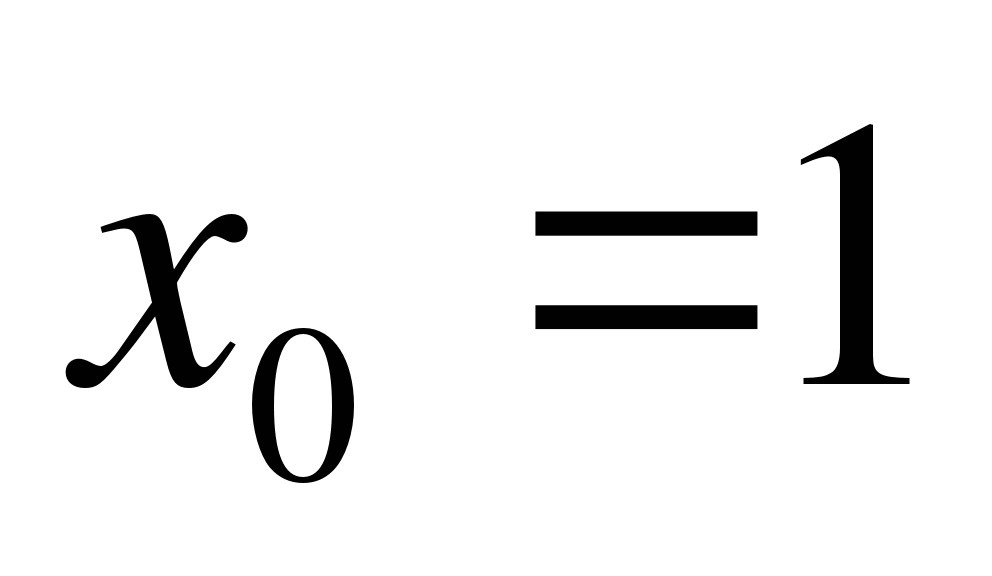 x₀ =1